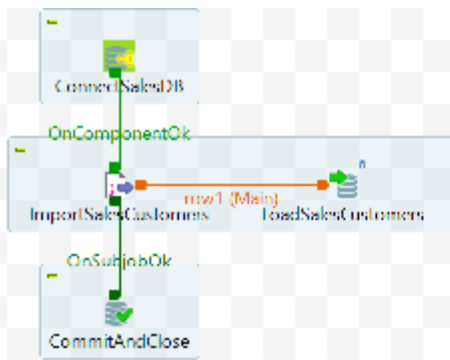 ConnectSalesDB
OnComponentOk
row1 (Main)
ImportSalesCustomers
LoadSalesCustomers
OnSubjobOk
CommitAndClose